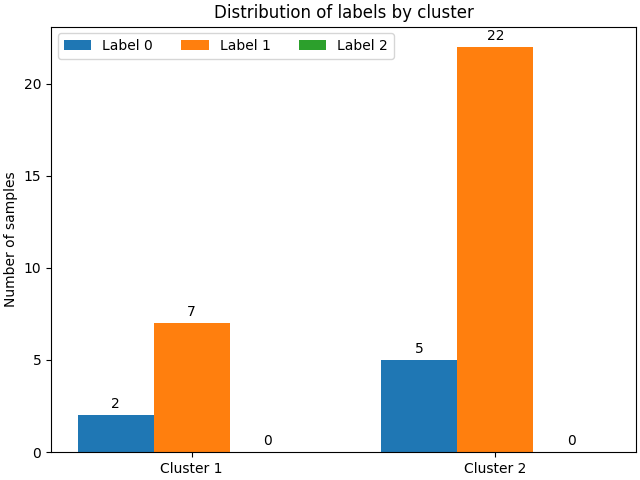 Distribution of labels by cluster
Label 0 Label 1 Label 2
Number of samples
20
15
10
5
0
2
7
0
5
22
0
Cluster 1 Cluster 2